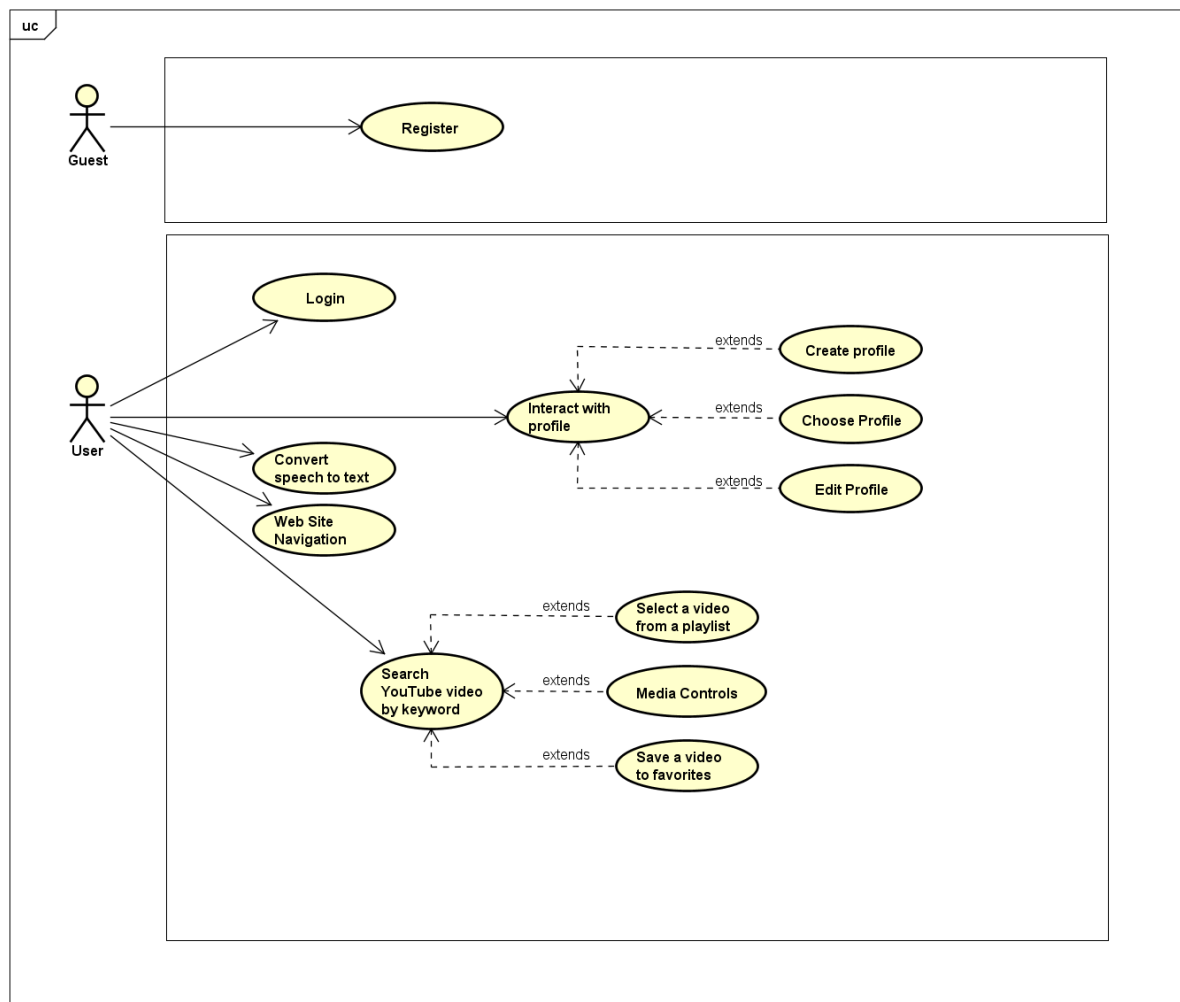 uc
Guest
Register
Login
User
Interact with
profile
extends
Create profile
extends
Choose Profile
extends
Edit Profile
Convert
speech to text
Web Site
Navigation
Search
YouTube video
by keyword
extends
Select a video
from a playlist
extends
Media Controls
extends
Save a video
to favorites